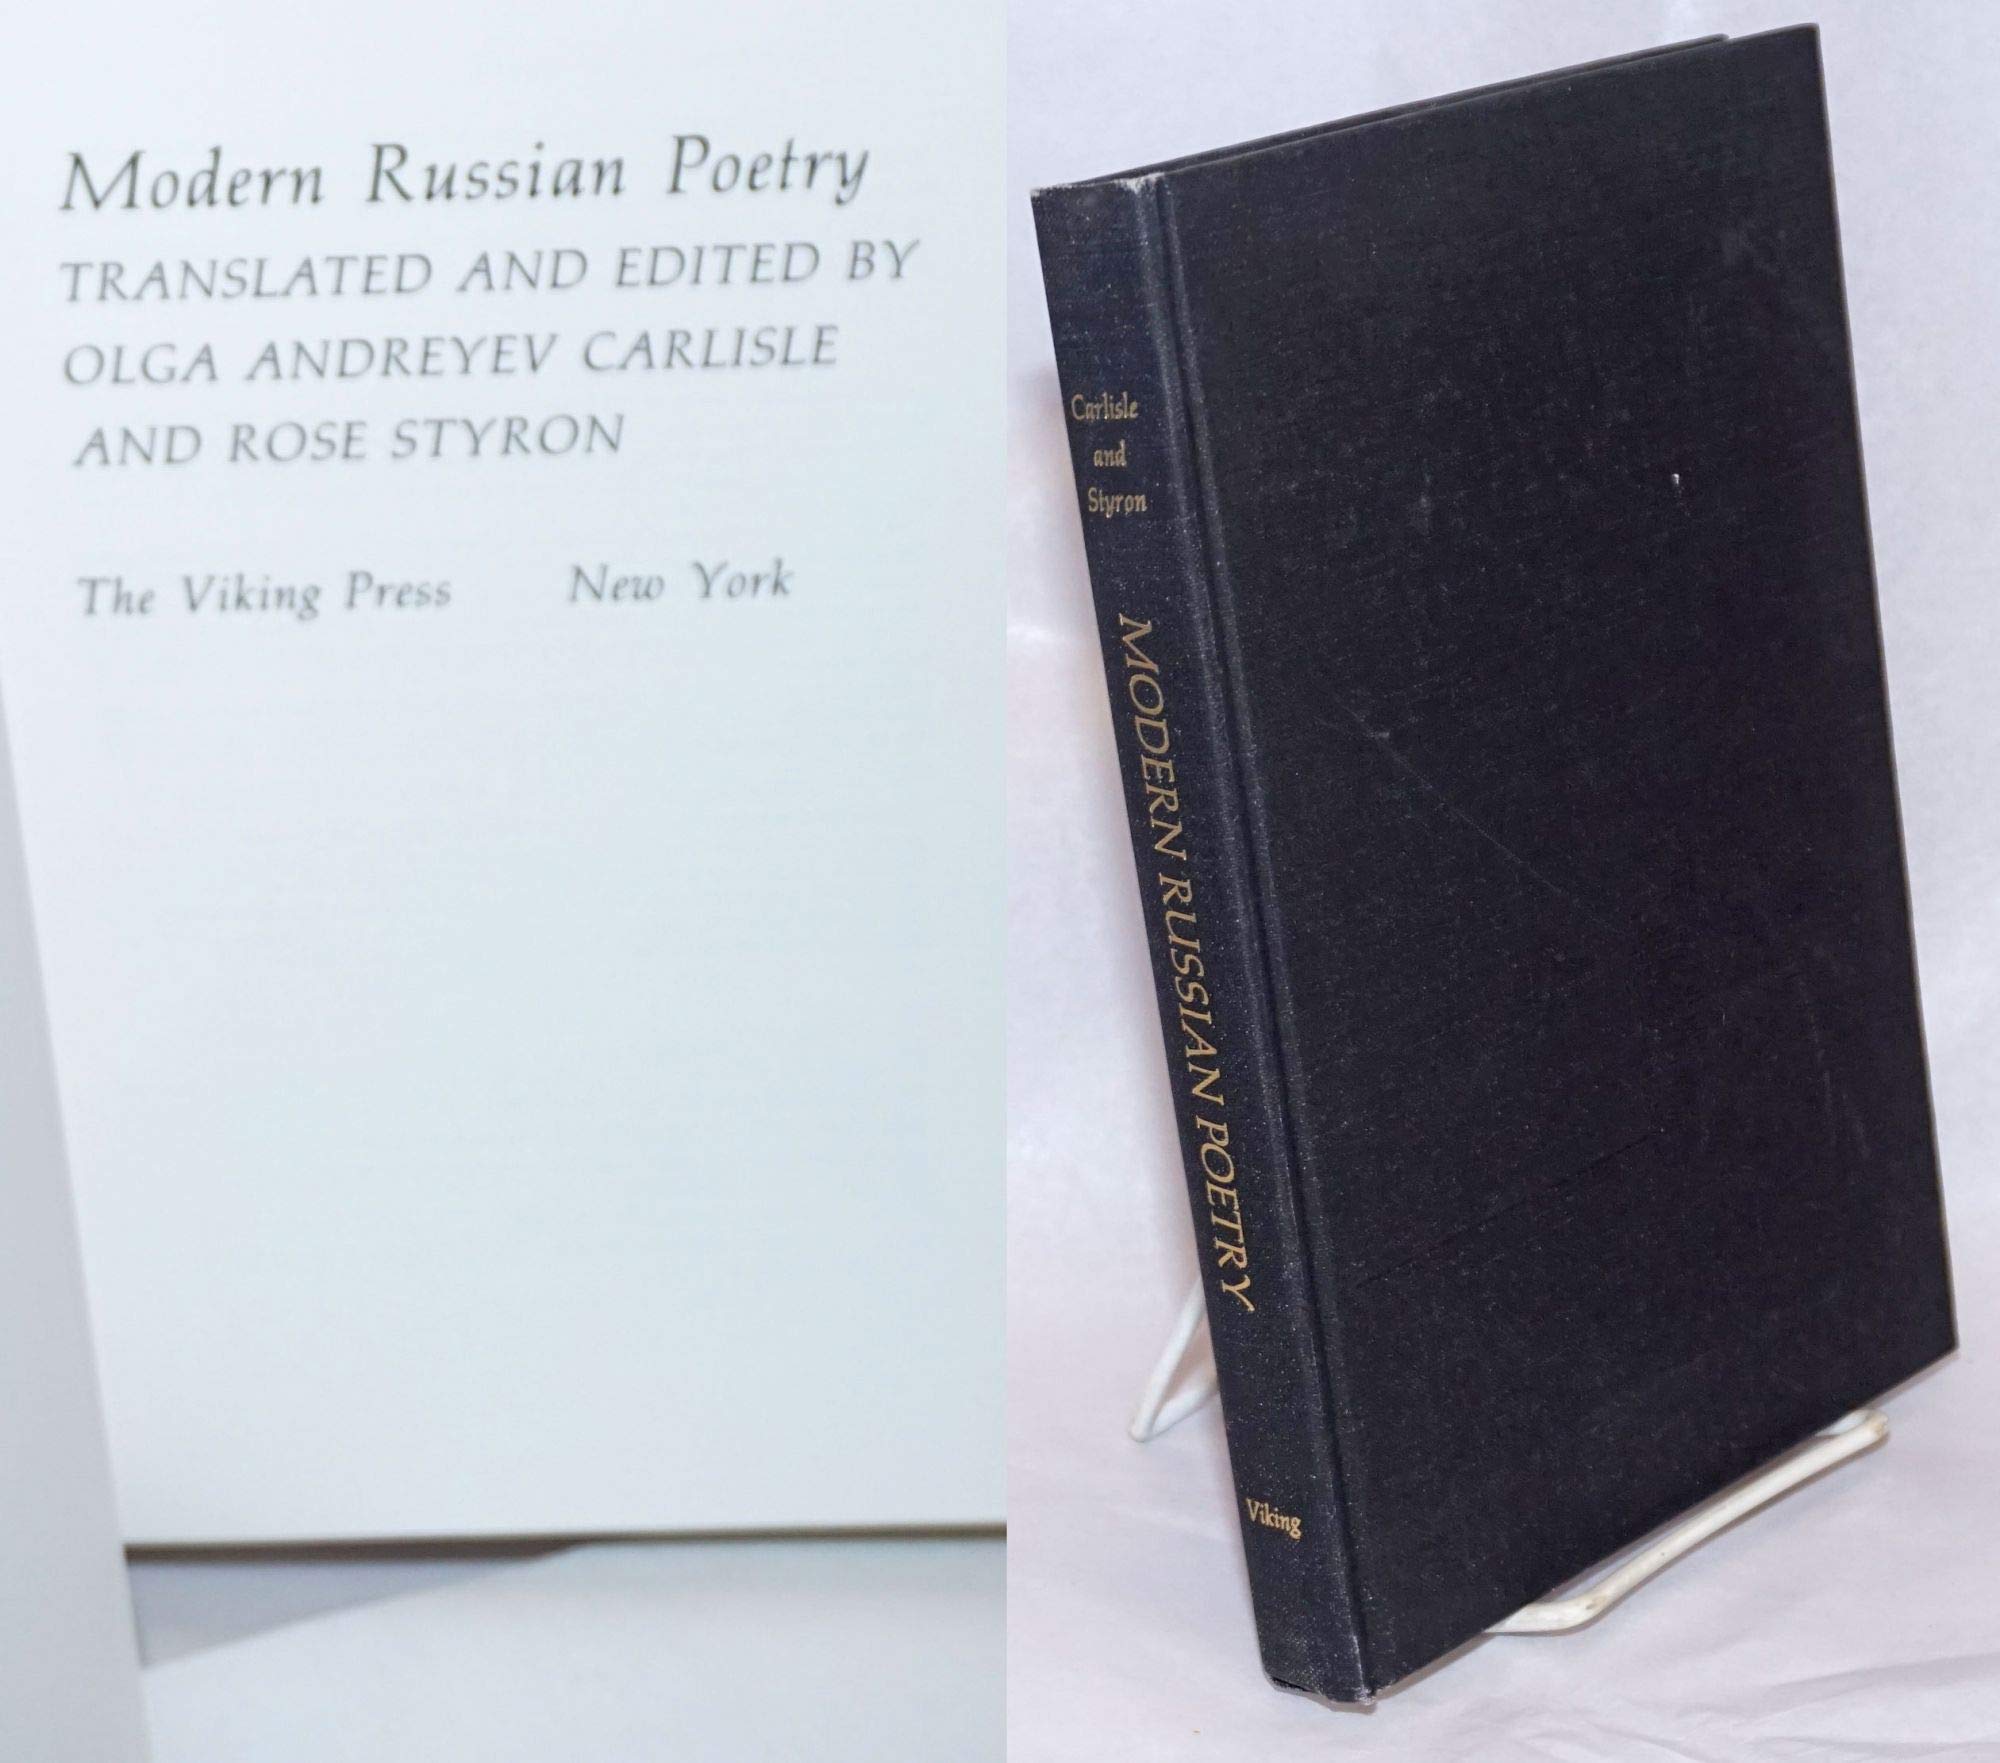 Modern Russian Poetry
TRANSLATED AND EDITED BY
OLGA ANDREYEV CARLISLE
AND ROSE STYRON
The Viking Press New York
Carlisle
and
Styron
MODERN RUSSIAN POETRY
Viking